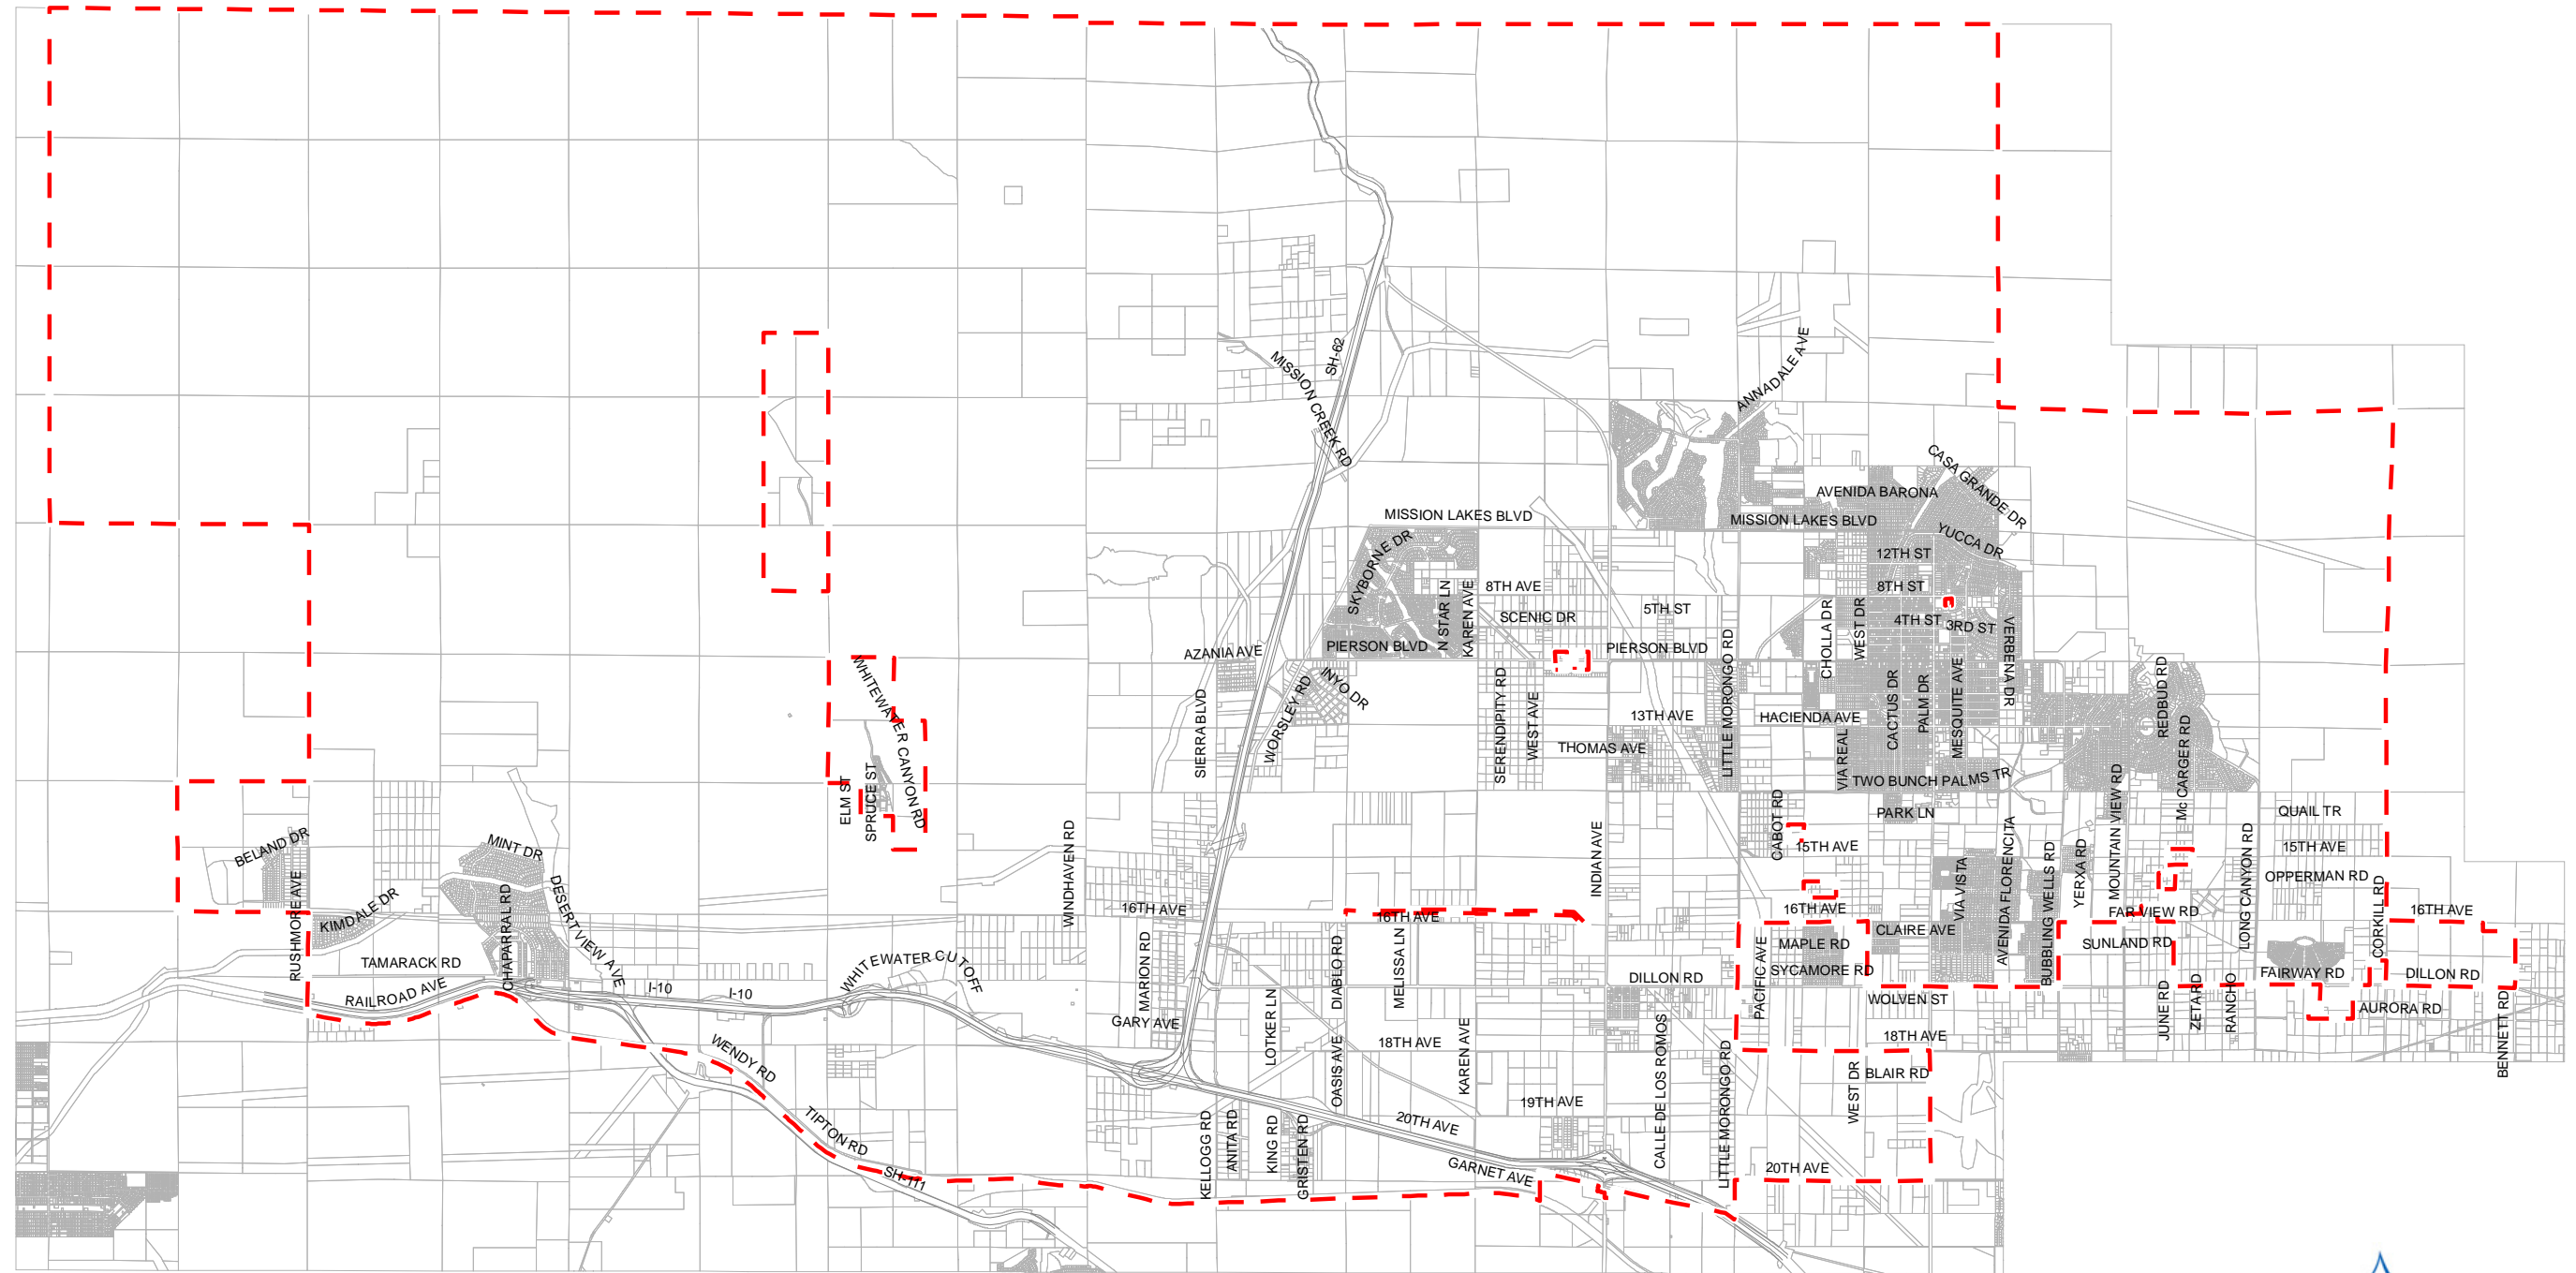 ANNADALE AVE
SH-62
MISSION CREEK RD
CASA GRANDE DR
AVENIDA BARONA
MISSION LAKES BLVD
MISSION LAKES BLVD
YUCCA DR
SKYBORNE DR
12TH ST
8TH AVE
8TH ST
N STAR LN
KAREN AVE
SCENIC DR
5TH ST
CHOLLA DR
WEST DR
4TH ST
3RD ST
VERBENA DR
AZANIA AVE
PIERSON BLVD
PIERSON BLVD
LITTLE MORONGO RD
WHITEWATER CANYON RD
INYO DR
WORSLEY RD
SIERRA BLVD
SERENDIPITY RD
WEST AVE
13TH AVE
HACIENDA AVE
CACTUS DR
PALM DR
MESQUITE AVE
REDBUD RD
Mc CARGER RD
THOMAS AVE
VIA REAL
TWO BUNCH PALMS TR
MOUNTAIN VIEW RD
ELM ST
SPRUCE ST
CABOT RD
PARK LN
QUAIL TR
BELAND DR
MINT DR
WINDHAVEN RD
INDIAN AVE
15TH AVE
AVENIDA FLORENCITA
BUBBLING WELLS RD
YERXA RD
LONG CANYON RD
15TH AVE
OPPERMAN RD
RUSHMORE AVE
KIMDALE DR
CHAPARRAL RD
DESERT VIEW AVE
16TH AVE
16TH AVE
16TH AVE
VIA VISTA
FAR VIEW RD
CORKILL RD
16TH AVE
CLAIRE AVE
TAMARACK RD
WHITEWATER CUTOFF
MARION RD
DIABLO RD
MELISSA LN
MAPLE RD
SUNLAND RD
SYCAMORE RD
DILLON RD
PACIFIC AVE
FAIRWAY RD
DILLON RD
RAILROAD AVE
I-10
I-10
WOLVEN ST
JUNE RD
ZETA RD
RANCHO
AURORA RD
BENNETT RD
GARY AVE
LOTKER LN
OASIS AVE
18TH AVE
KAREN AVE
CALLE DE LOS ROMOS
LITTLE MORONGO RD
18TH AVE
WENDY RD
BLAIR RD
WEST DR
19TH AVE
TIPTON RD
20TH AVE
KELLOGG RD
ANITA RD
KING RD
GRISTEN RD
SH-111
GARNET AVE
20TH AVE